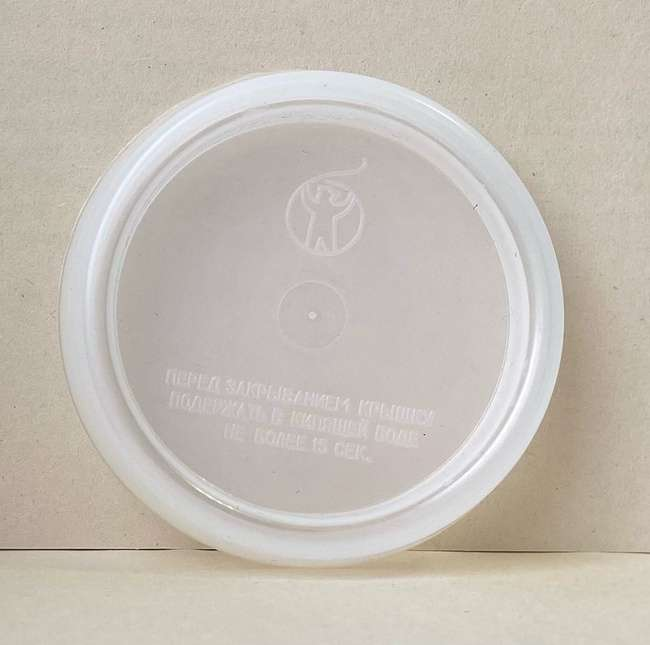 ПЕРЕД ЗАКРЫВАНИЕМ КРЫШКУ
ПОДЕРЖАТЬ В КИПЯЩЕЙ ВОДЕ
НЕ БОЛЕЕ 15 СЕК.